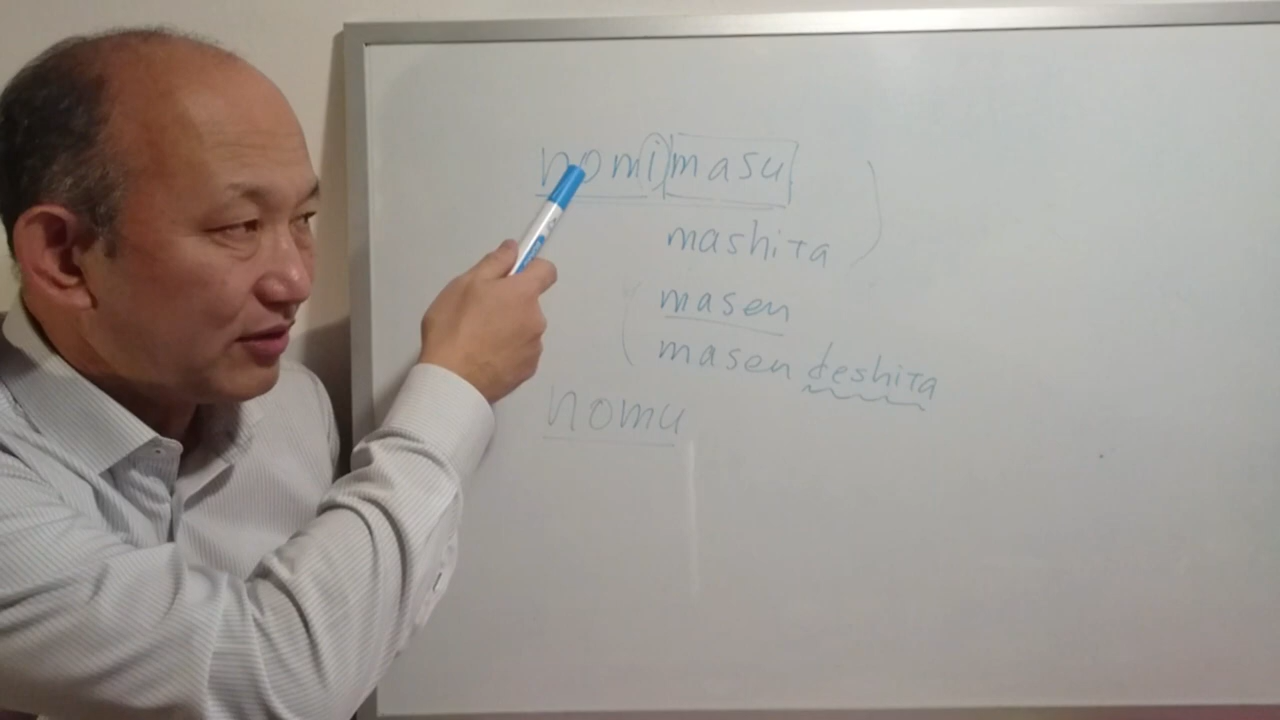 nomimasu
mashita
masen
masen deshita
nomu